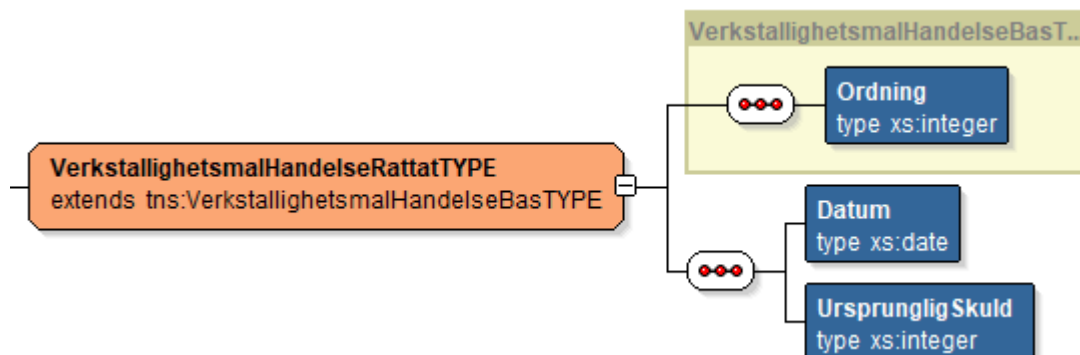 VerkstallighetsmalHandelseBasT...
Ordning
type xs:integer
VerkstallighetsmalHandelseRattatTYPE
extends tns:VerkstallighetsmalHandelseBasTYPE
Datum
type xs:date
UrsprungligSkuld
type xs:integer